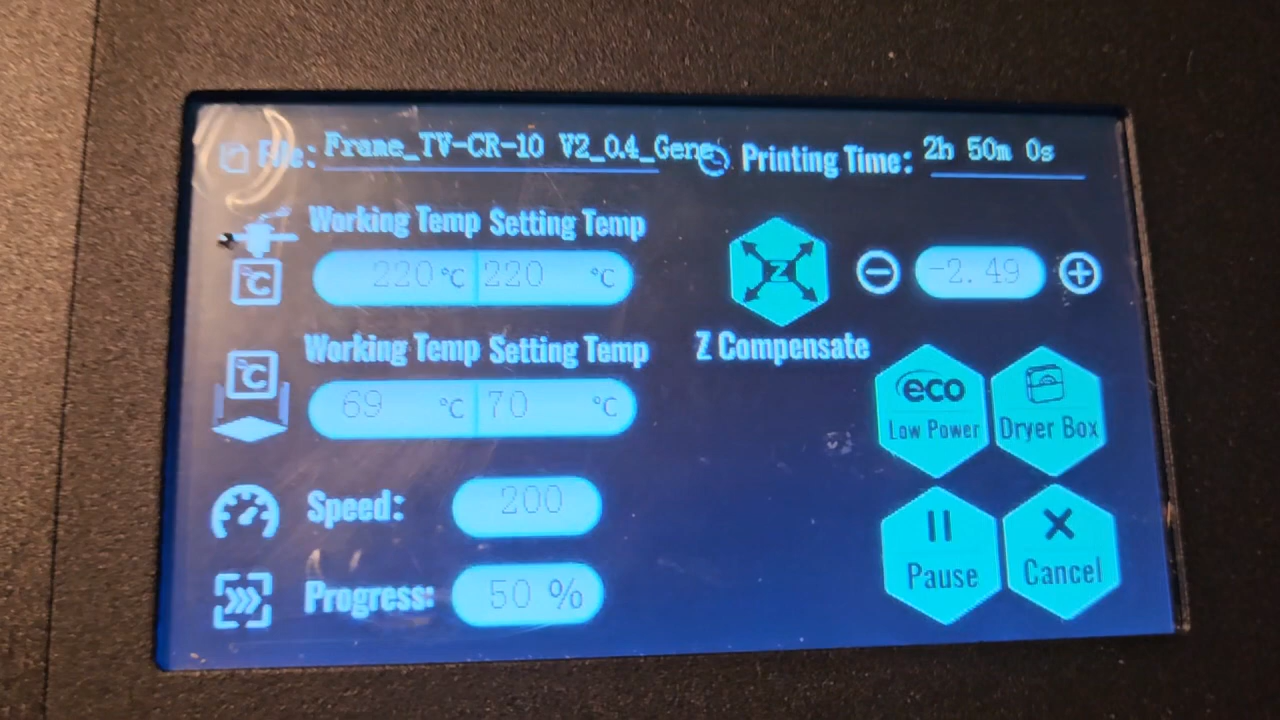 File: Frame_TV-CR-10 V2_0.4_Gene
Printing Time: 2h 50m 0s
Working Temp Setting Temp
℃ 220℃ 220 ℃
Z
-2.49
Z Compensate
Working Temp Setting Temp
℃ 69 ℃ 70 ℃
eco
Low Power
Dryer Box
Speed: 200
Progress: 50 %
Pause
Cancel